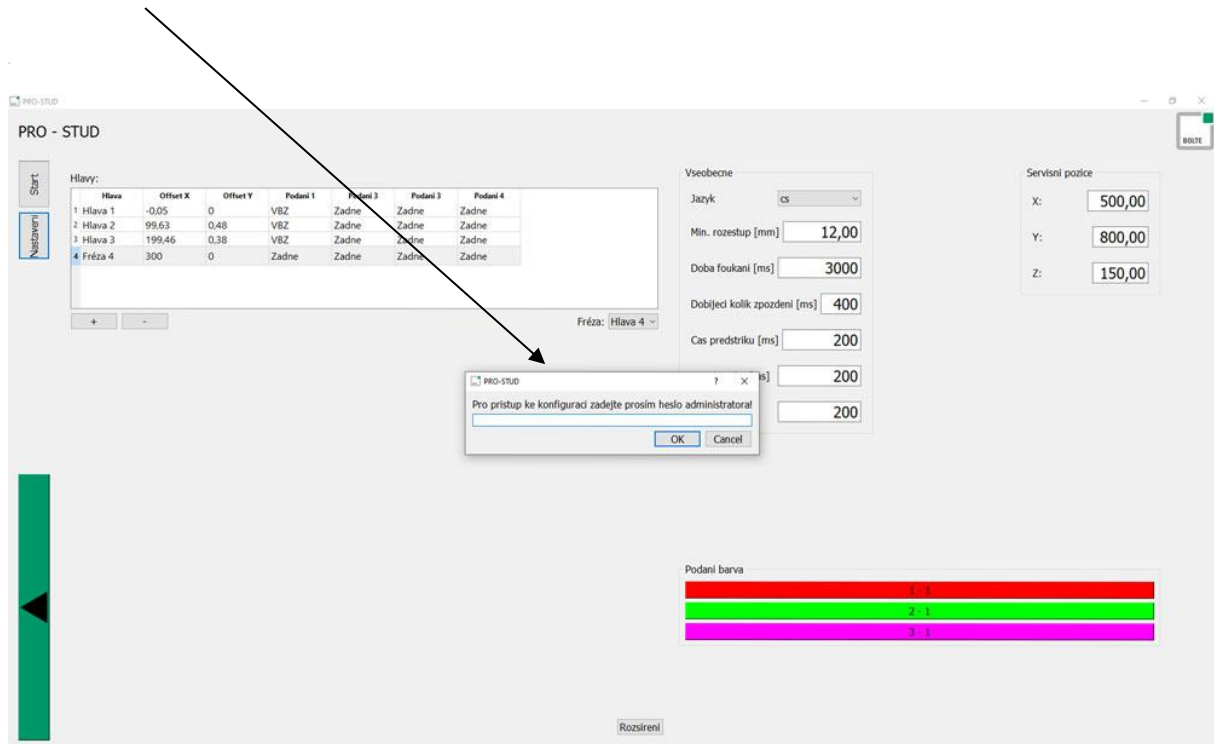 PRO-STUD
PRO - STUD
BOLTE
Start
Nastaveni
Hlavy:
Hlava Offset X Offset Y Podani 1 Podani 3 Podani 3 Podani 4
1 Hlava 1 -0,05 0 VBZ Zadne Zadne Zadne
2 Hlava 2 99,63 0,48 VBZ Zadne Zadne Zadne
3 Hlava 3 199,46 0,38 VBZ Zadne Zadne Zadne
4 Fréza 4 300 0 Zadne Zadne Zadne Zadne
+ -
Fréza: Hlava 4
Vseobecne
Jazyk cs
Min. rozestup [mm] 12,00
Doba foukani [ms] 3000
Dobijeci kolik zpozdeni [ms] 400
Cas predstriku [ms] 200
200
200
Servisni pozice
X: 500,00
Y: 800,00
Z: 150,00
PRO-STUD ? ×
Pro pristup ke konfiguraci zadejte prosím heslo administratora!
OK Cancel
Podani barva
1 - 1
2 - 1
3 - 1
Rozsireni